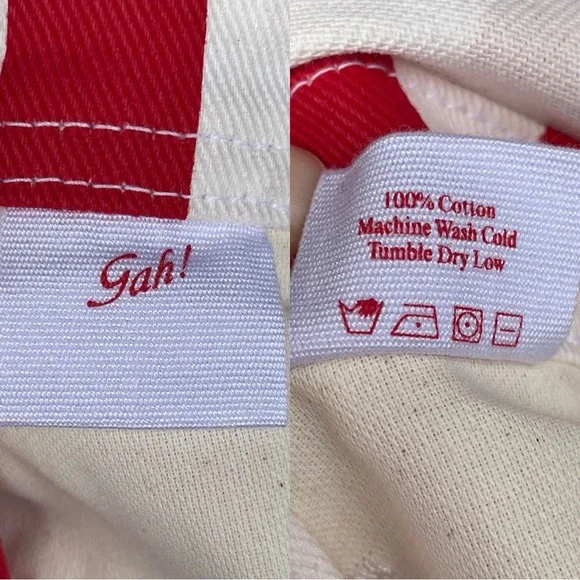 Gah!
100% Cotton
Machine Wash Cold
Tumble Dry Low